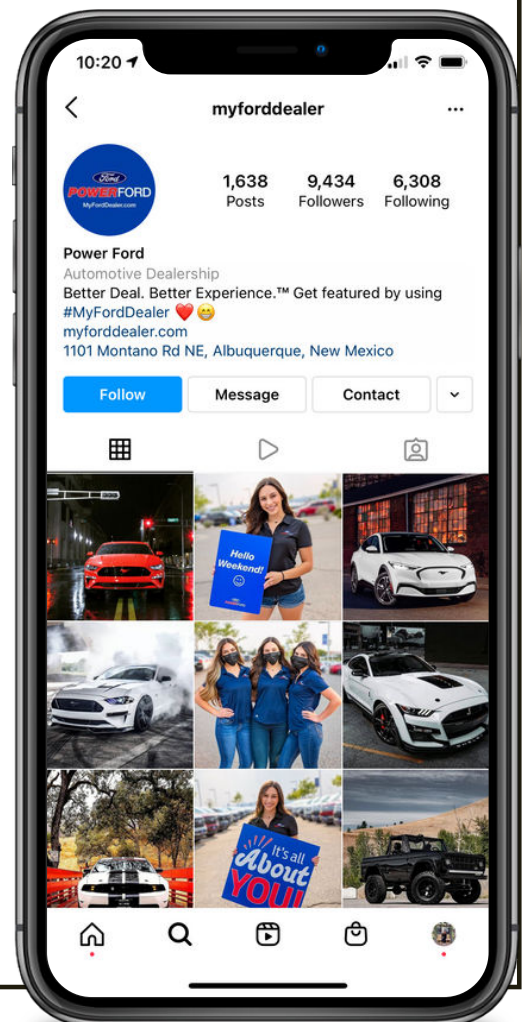 10:20
myforddealer
Ford
POWERFORD
MyFordDealer.com
1,638 9,434 6,308
Posts Followers Following
Power Ford
Automotive Dealership
Better Deal. Better Experience.™ Get featured by using
#MyFordDealer ❤️😁
myforddealer.com
1101 Montano Rd NE, Albuquerque, New Mexico
Follow Message Contact
Hello
Weekend!
POWERFORD
It's all
About
YOU!